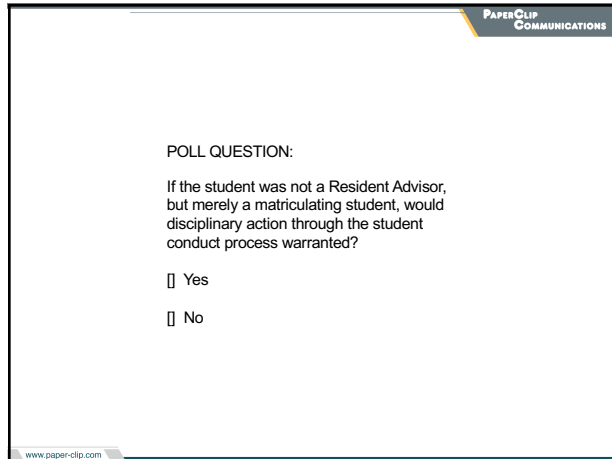 PAPERCLIP
COMMUNICATIONS
POLL QUESTION:
If the student was not a Resident Advisor,
but merely a matriculating student, would
disciplinary action through the student
conduct process warranted?
[] Yes
[] No
www.paper-clip.com